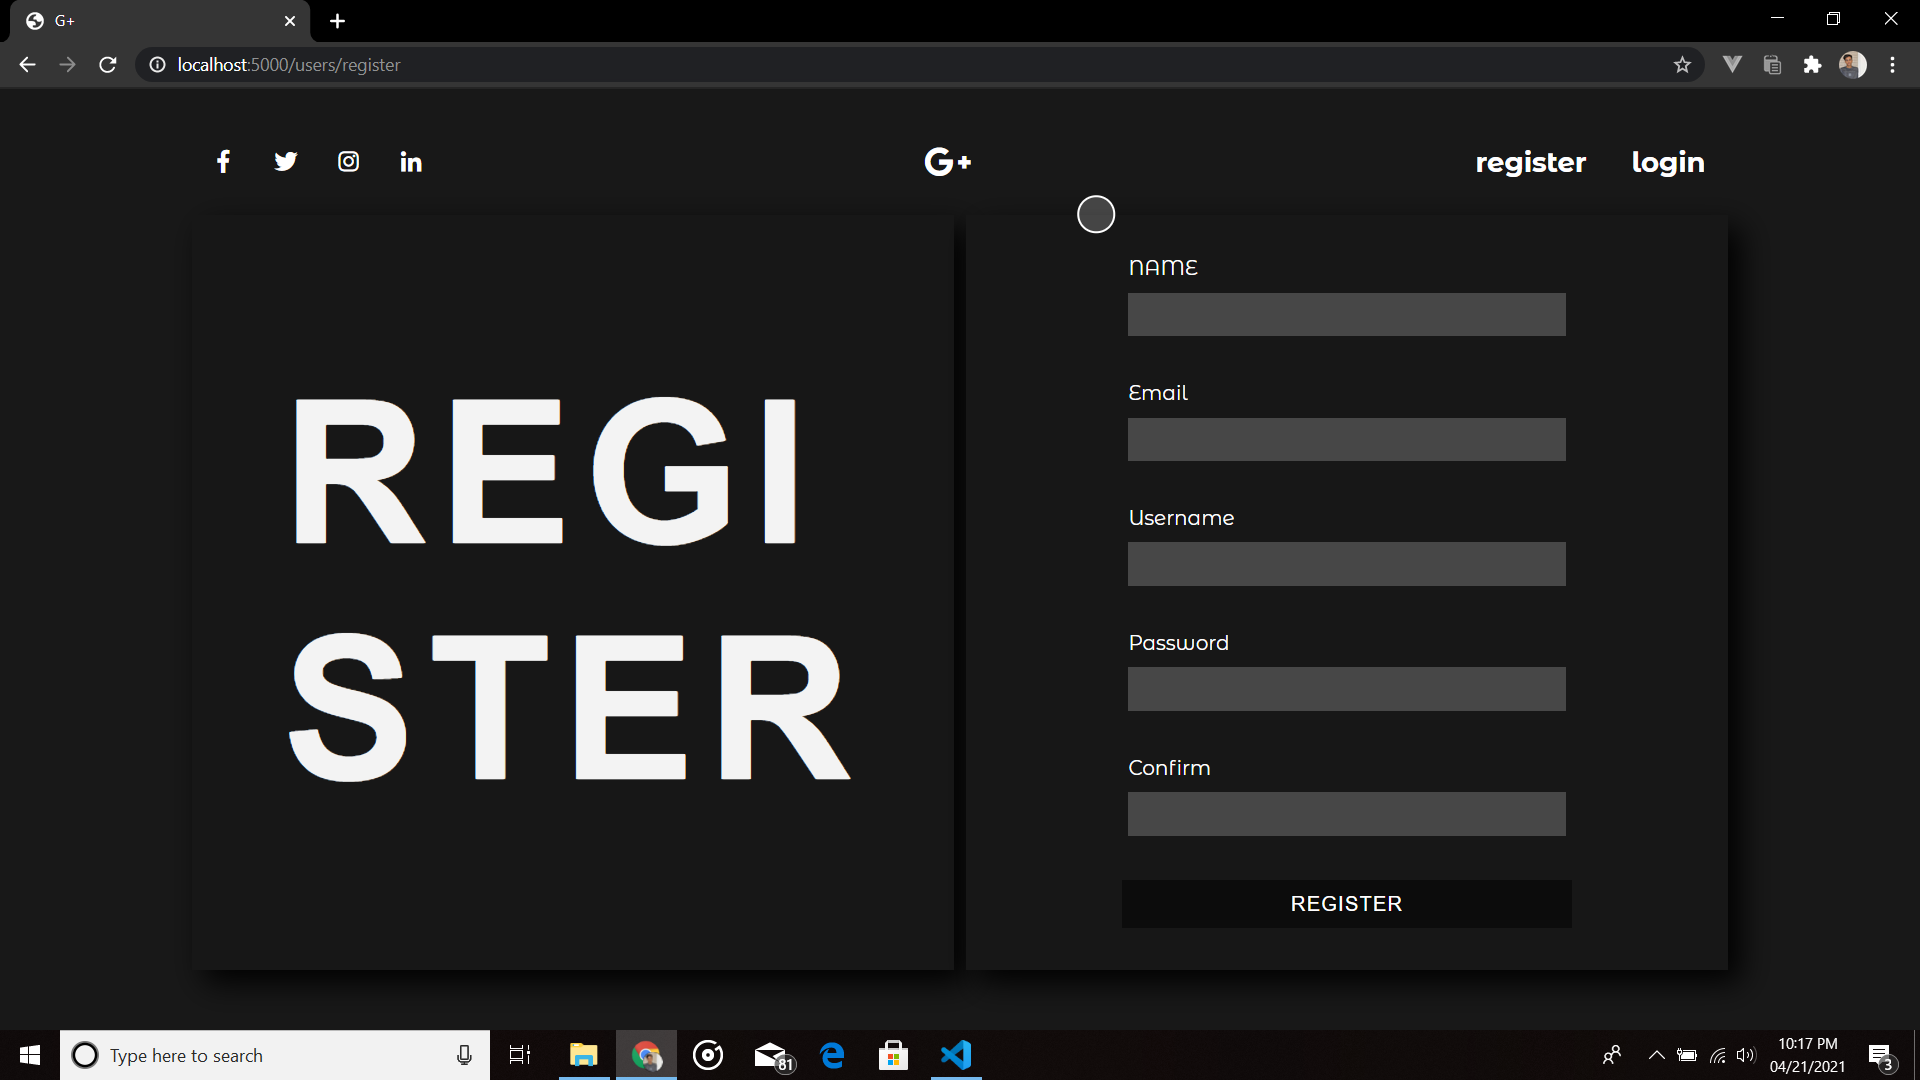 G+
localhost:5000/users/register
G+
register login
REGI
STER
NAME
Email
Username
Password
Confirm
REGISTER
Type here to search
81
10:17 PM
04/21/2021
3